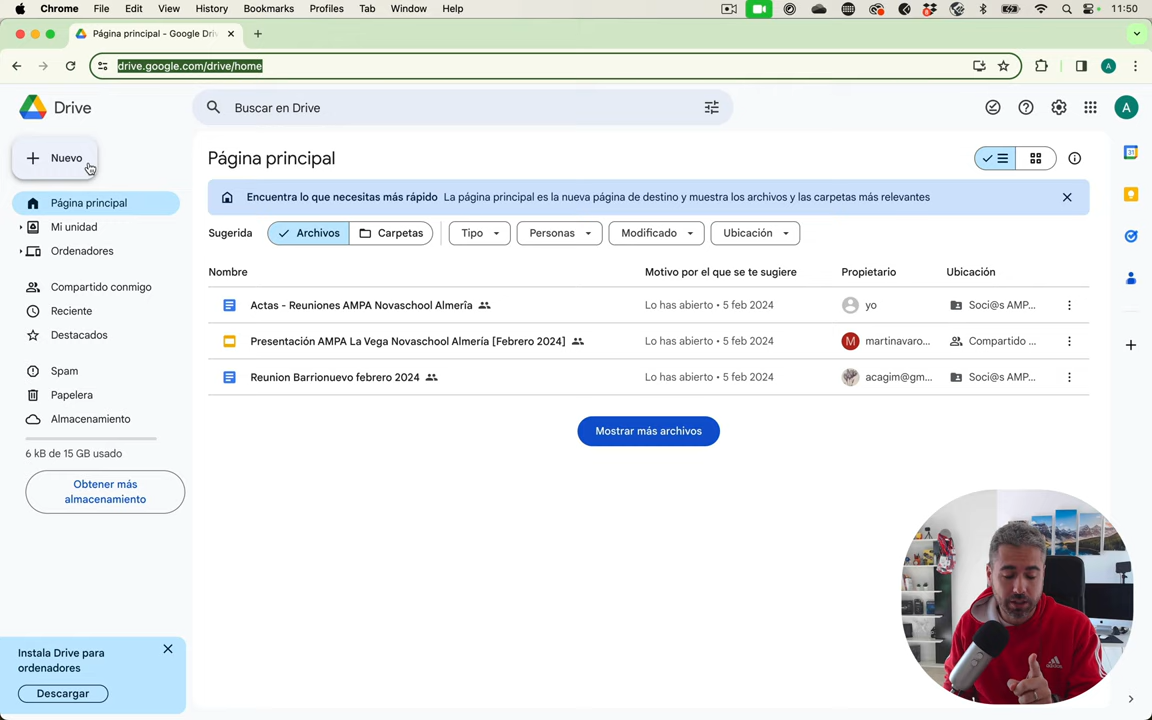 Chrome File Edit View History Bookmarks Profiles Tab Window Help 11:50
Página principal - Google Dri
drive.google.com/drive/home
A
Drive
Buscar en Drive
A
Nuevo
Página principal
Mi unidad
Ordenadores
Compartido conmigo
Reciente
Destacados
Spam
Papelera
Almacenamiento
6 kB de 15 GB usado
Obtener más
almacenamiento
Instala Drive para
ordenadores
Descargar
Página principal
Encuentra lo que necesitas más rápido La página principal es la nueva página de destino y muestra los archivos y las carpetas más relevantes
Sugerida Archivos Carpetas Tipo Personas Modificado Ubicación
Nombre Motivo por el que se te sugiere Propietario Ubicación
Actas - Reuniones AMPA Novaschool Almería Lo has abierto • 5 feb 2024 yo Soci@s AMP...
Presentación AMPA La Vega Novaschool Almería [Febrero 2024] Lo has abierto • 5 feb 2024 M martinavaro... Compartido ...
Reunion Barrionuevo febrero 2024 Lo has abierto • 5 feb 2024 acagim@gm... Soci@s AMP...
Mostrar más archivos
31